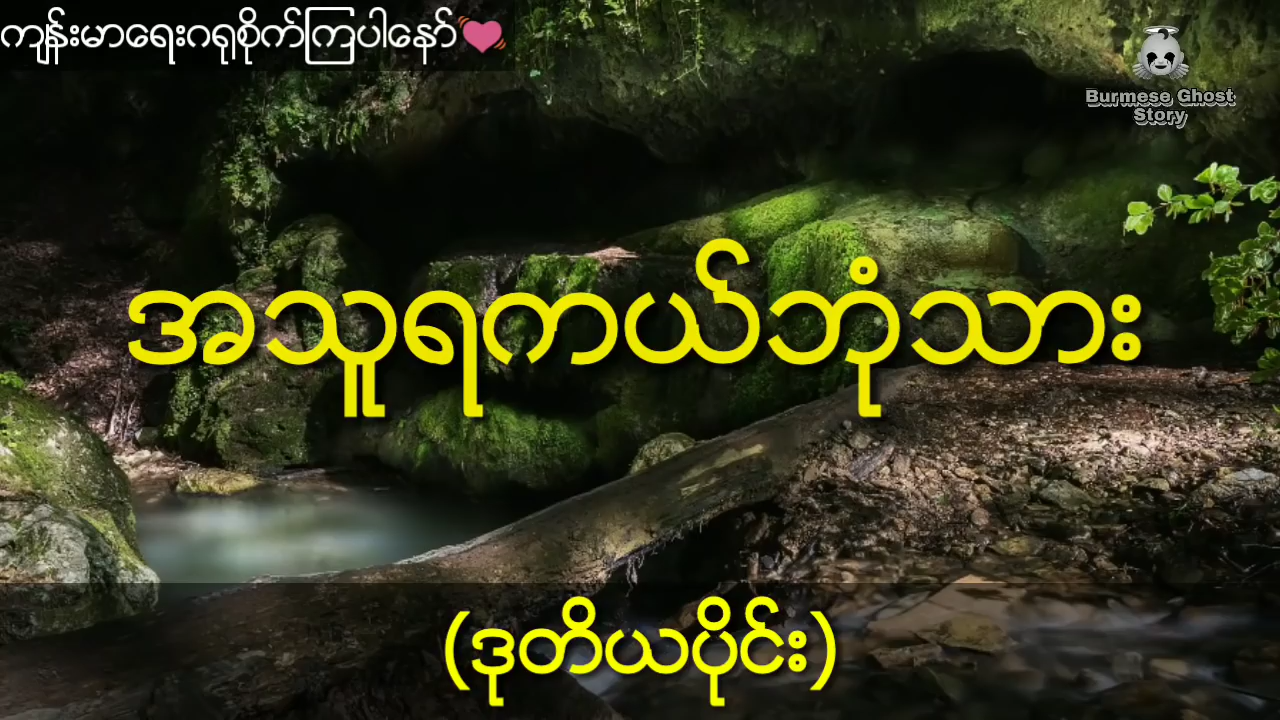 ကျန်းမာရေးဂရုစိုက်ကြပါနော်💓
Burmese Ghost
Story
အသူရကယ်ဘုံသား
(ဒုတိယပိုင်း)